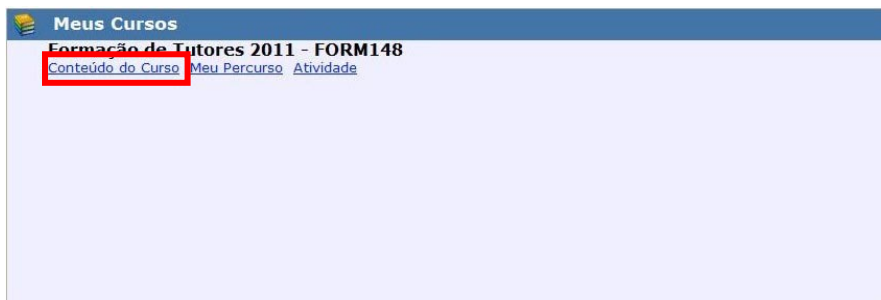 Meus Cursos
Formação de Tutores 2011 - FORM148
Conteúdo do Curso Meu Percurso Atividade